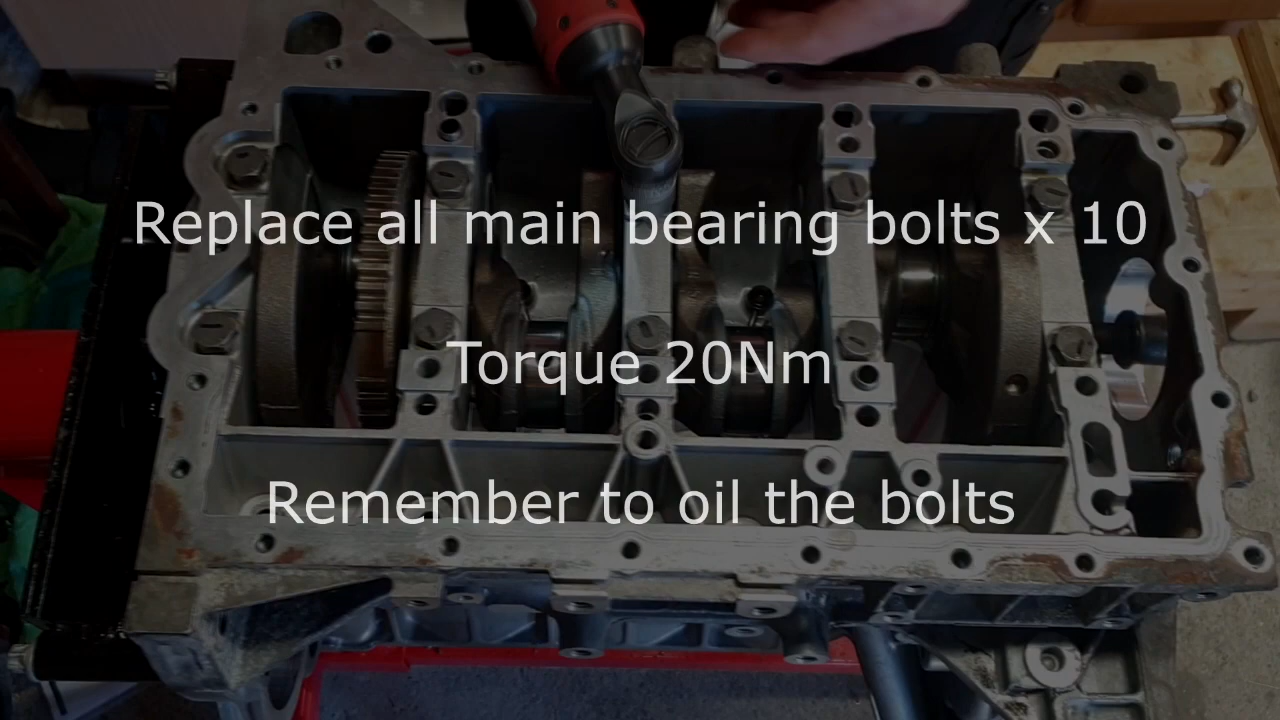 Replace all main bearing bolts x 10
Torque 20Nm
Remember to oil the bolts